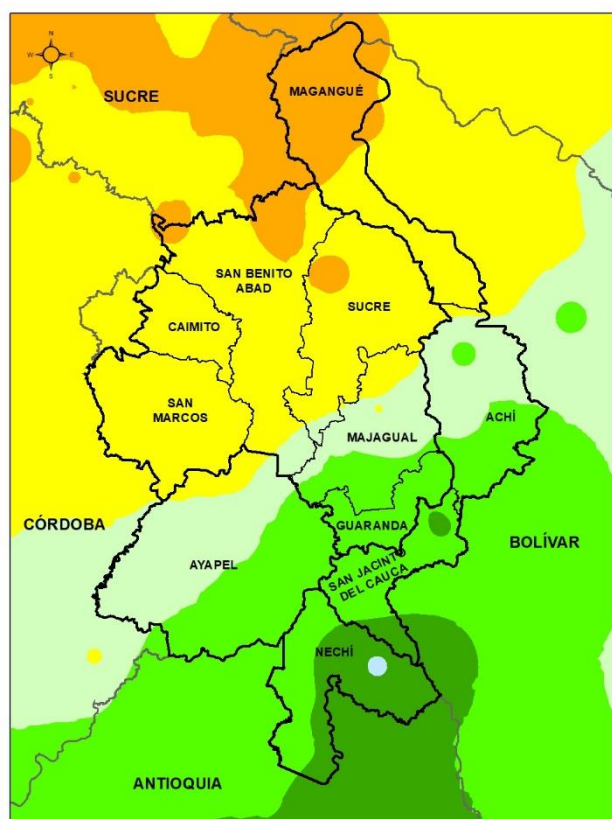 N
W E
S
MAGANGUÉ
SUCRE
SAN BENITO
ABAD
SUCRE
CAIMITO
SAN
MARCOS
MAJAGUAL
ACHÍ
CÓRDOBA
GUARANDA
BOLÍVAR
AYAPEL
SAN JACINTO
DEL CAUCA
NECHÍ
ANTIOQUIA